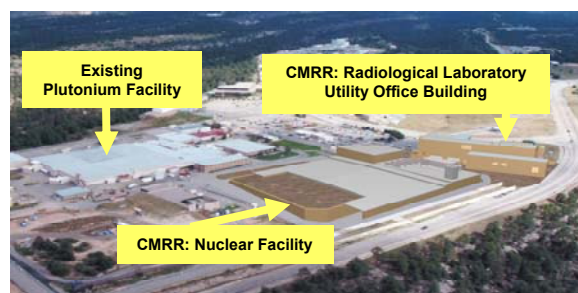 Existing
Plutonium Facility
CMRR: Radiological Laboratory
Utility Office Building
CMRR: Nuclear Facility